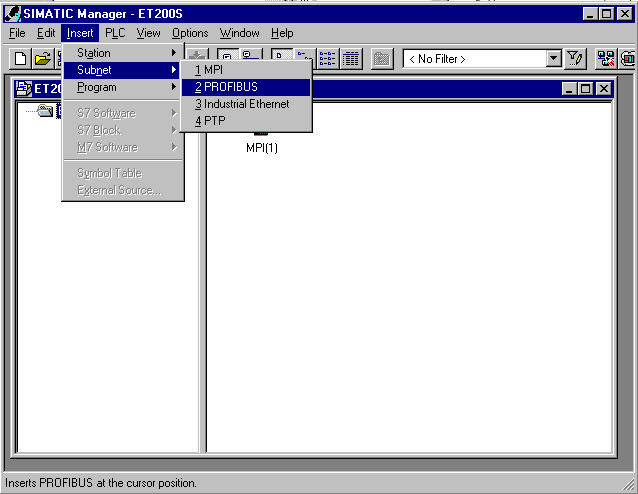 SIMATIC Manager - ET200S
File Edit Insert PLC View Options Window Help
Station
Subnet
Program
S7 Software
S7 Block
M7 Software
Symbol Table
External Source...
1 MPI
2 PROFIBUS
3 Industrial Ethernet
4 PTP
< No Filter >
ET20
MPI(1)
Inserts PROFIBUS at the cursor position.